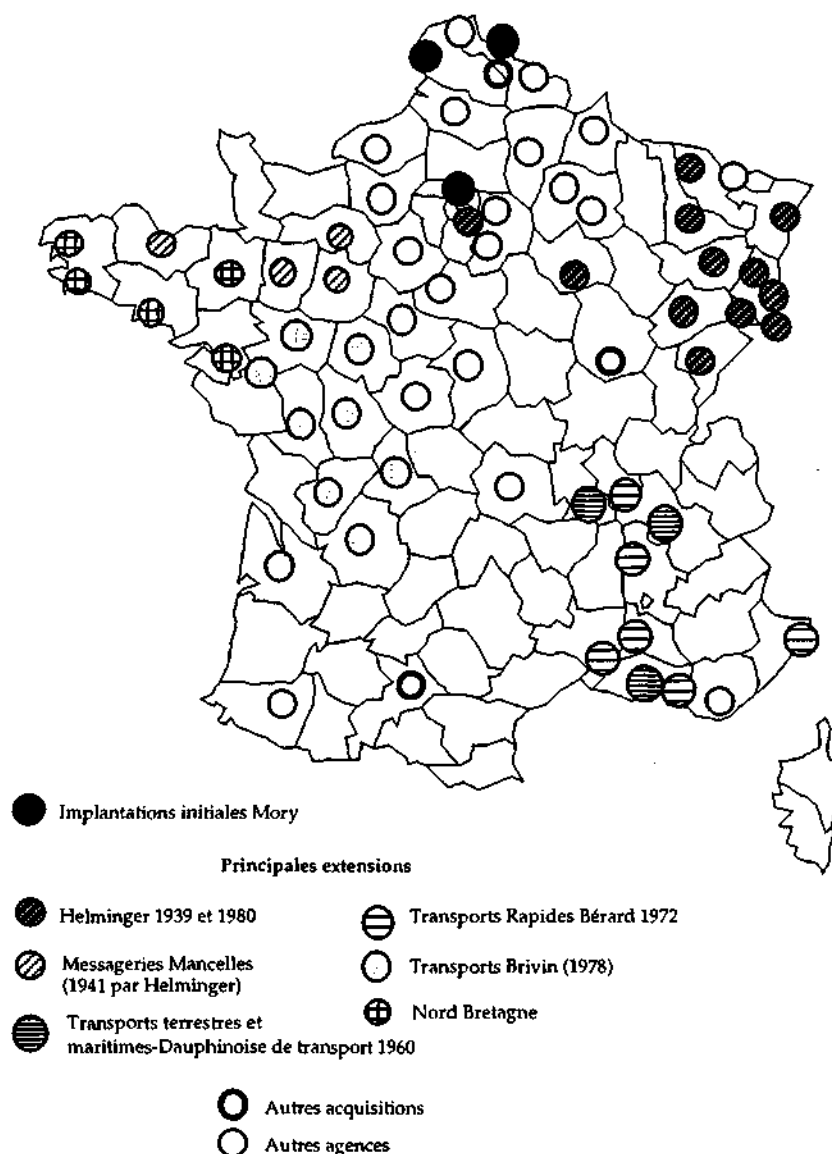 Implantations initiales Mory
Principales extensions
Helminger 1939 et 1980
Messageries Mancelles
(1941 par Helminger)
Transports terrestres et
maritimes-Dauphinoise de transport 1960
Transports Rapides Bérard 1972
Transports Brivin (1978)
Nord Bretagne
Autres acquisitions
Autres agences